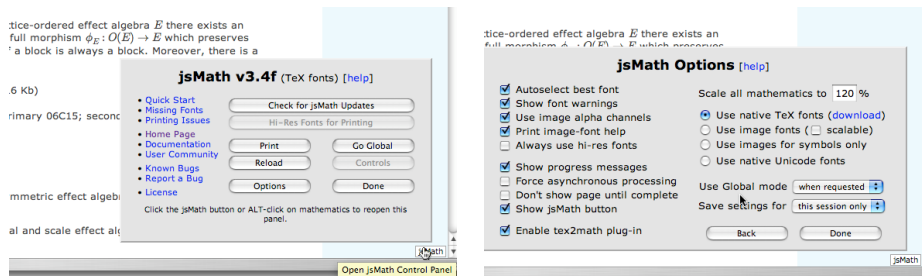 tice-ordered effect algebra E there exists an
full morphism ϕE : O(E) → E which preserves
a block is always a block. Moreover, there is a
.6 Kb)
rimary 06C15; second
mmetric effect algeb
al and scale effect alg
jsMath v3.4f (TeX fonts) [help]
• Quick Start
• Missing Fonts
• Printing Issues
• Home Page
• Documentation
• User Community
• Known Bugs
• Report a Bug
• License
Check for jsMath Updates
Hi-Res Fonts for Printing
Print
Go Global
Reload
Controls
Options
Done
Click the jsMath button or ALT-click on mathematics to reopen this
panel.
jsMath
Open jsMath Control Panel
tice-ordered effect algebra E there exists an
jsMath Options [help]
Autoselect best font
Show font warnings
Use image alpha channels
Print image-font help
Always use hi-res fonts
Show progress messages
Force asynchronous processing
Don't show page until complete
Show jsMath button
Enable tex2math plug-in
Scale all mathematics to 120 %
Use native TeX fonts (download)
Use image fonts ( scalable)
Use images for symbols only
Use native Unicode fonts
Use Global mode when requested
Save settings for this session only
Back
Done
jsMath